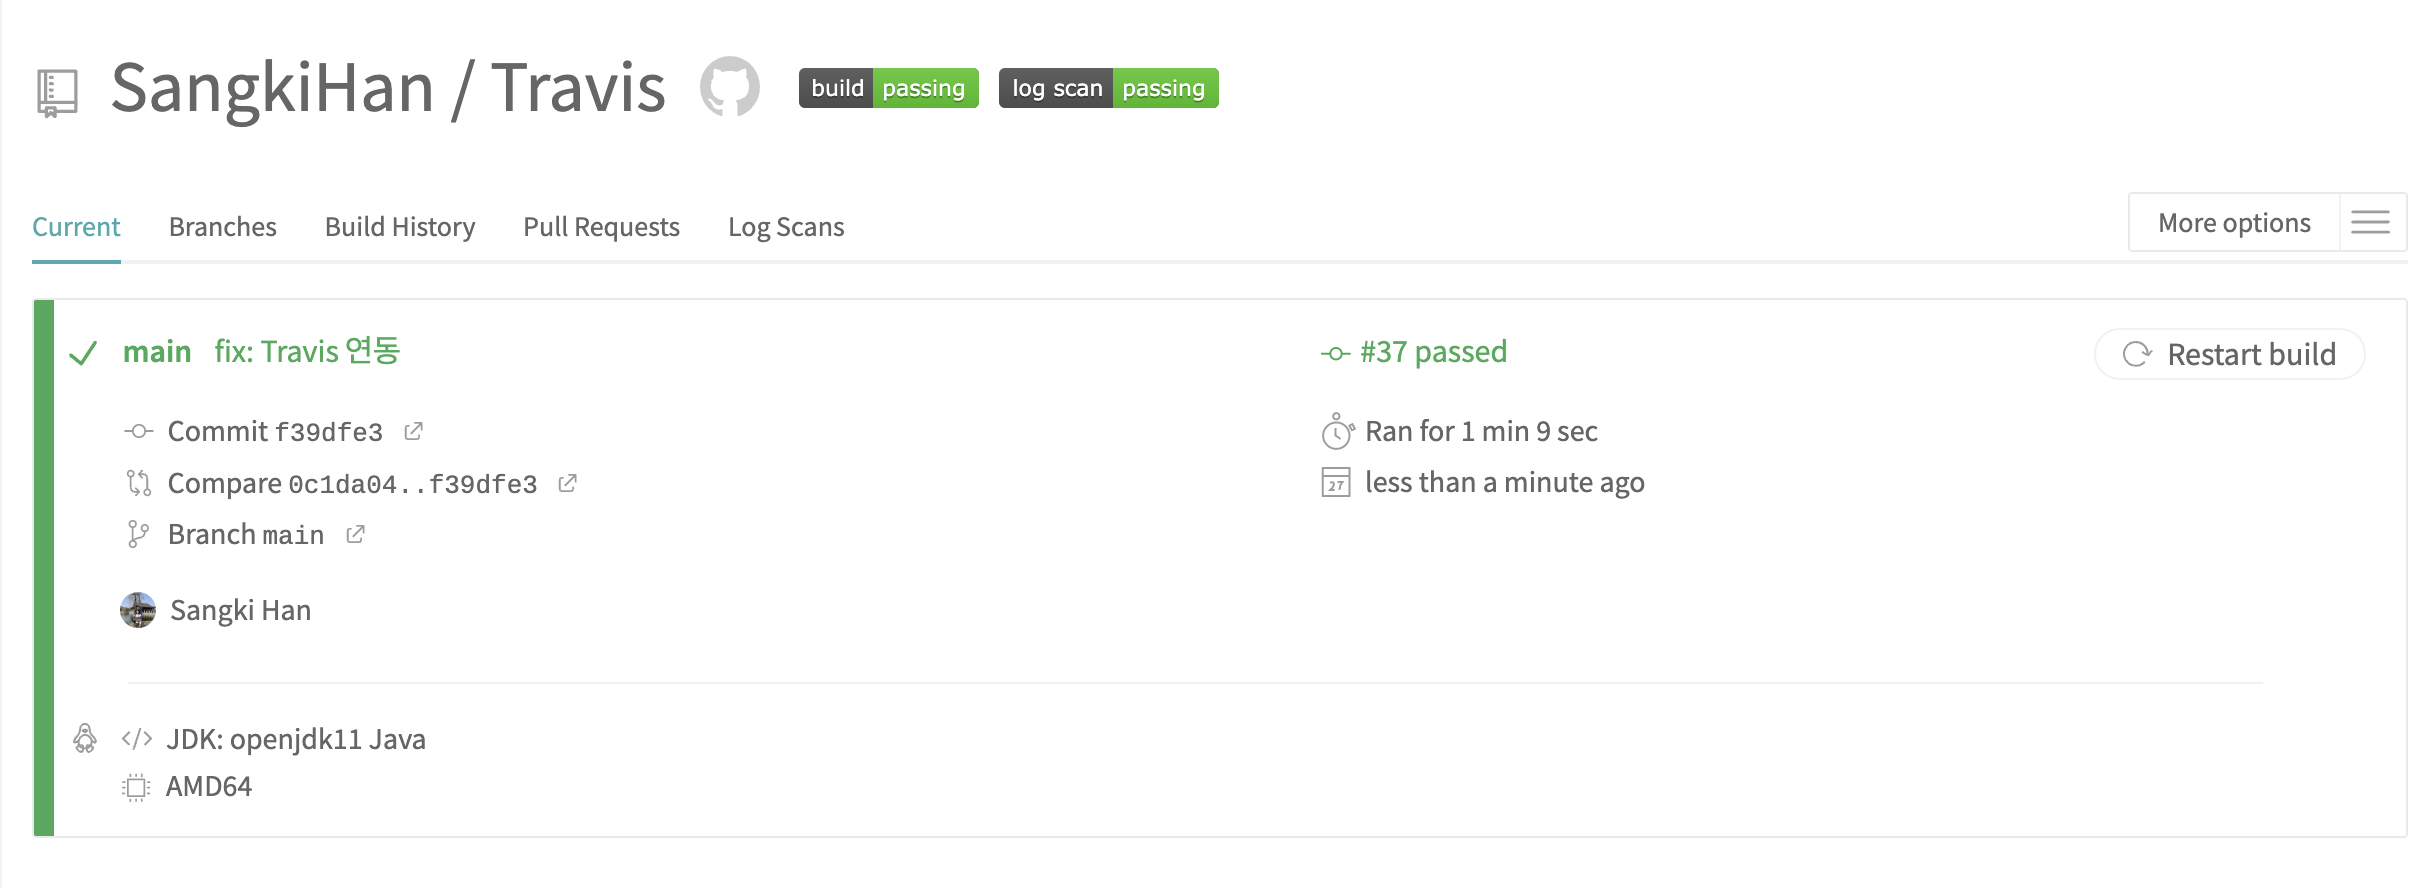 SangkiHan / Travis
build passing
log scan passing
Current Branches Build History Pull Requests Log Scans
More options
main fix: Travis 연동
#37 passed
Restart build
Commit f39dfe3
Ran for 1 min 9 sec
Compare 0c1da04..f39dfe3
27 less than a minute ago
Branch main
Sangki Han
</> JDK: openjdk11 Java
AMD64